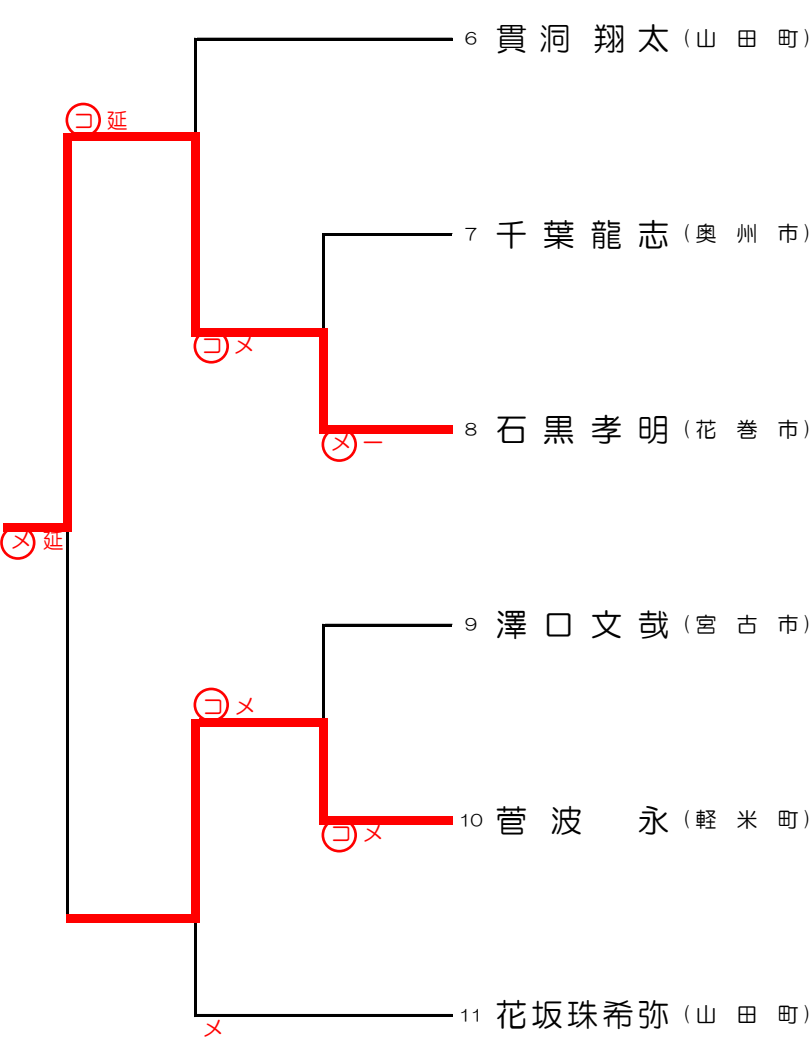 6 貫洞 翔太 (山田町)
コ延
7 千葉龍志 (奥州市)
コメ
8 石黒孝明 (花巻市)
メー
メ延
9 澤口文哉 (宮古市)
コメ
10 菅波 永 (軽米町)
コメ
11 花坂珠希弥 (山田町)
メ